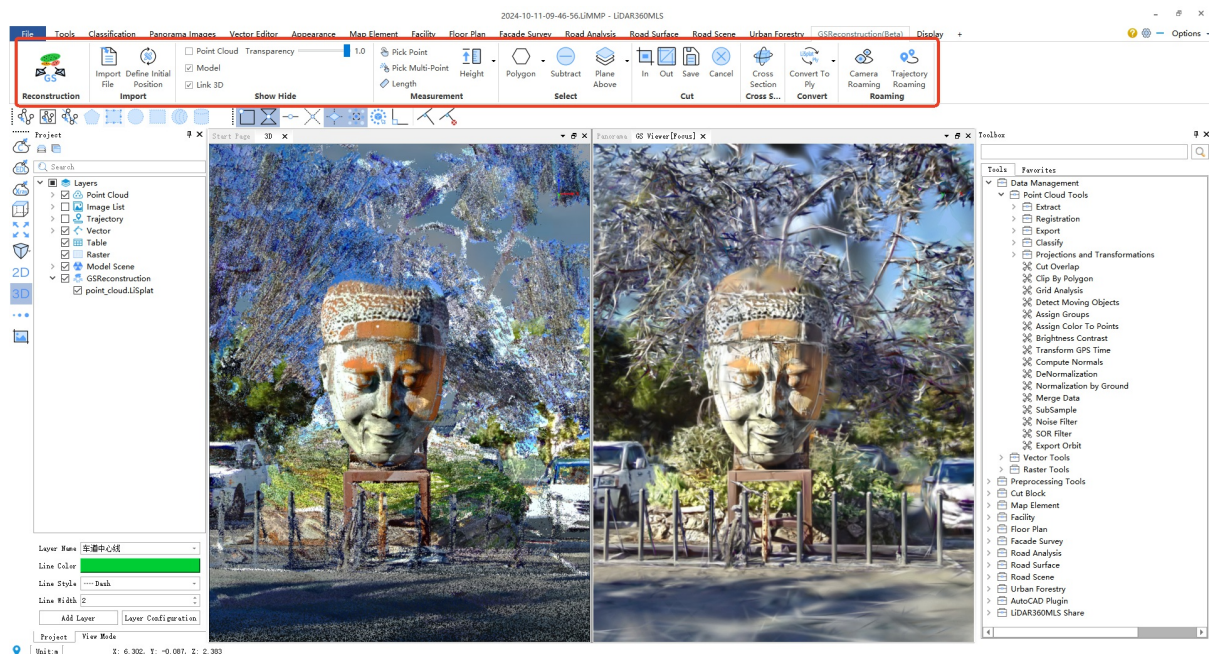 2024-10-11-09-46-56.LiMMP - LiDAR360MLS
File Tools Classification Panorama Images Vector Editor Appearance Map Element Facility Floor Plan Facade Survey Road Analysis Road Surface Road Scene Urban Forestry GSReconstruction(Beta) Display + Options
Point Cloud Transparency 1.0 Pick Point
Model Pick Multi-Point
Link 3D Length
GS Import File Define Initial Position Height Polygon Subtract Plane Above In Out Save Cancel Cross Section Convert To Ply Camera Roaming Trajectory Roaming
Reconstruction Import Show Hide Measurement Select Cut Cross S... Convert Roaming
Project Start Page 3D Panorama GS Viewer[Focus] Toolbox
Search
Tools Favorites
Layers
Point Cloud
Image List
Trajectory
Vector
Table
Raster
Model Scene
GSReconstruction
point_cloud.LiSplat
2D
3D
Data Management
Point Cloud Tools
Extract
Registration
Export
Classify
Projections and Transformations
Cut Overlap
Clip By Polygon
Grid Analysis
Detect Moving Objects
Assign Groups
Assign Color To Points
Brightness Contrast
Transform GPS Time
Compute Normals
DeNormalization
Normalization by Ground
Merge Data
SubSample
Noise Filter
SOR Filter
Export Orbit
Vector Tools
Raster Tools
Preprocessing Tools
Cut Block
Map Element
Facility
Floor Plan
Facade Survey
Road Analysis
Road Surface
Road Scene
Urban Forestry
AutoCAD Plugin
LiDAR360MLS Share
Layer Name 车道中心线
Line Color
Line Style ---- Dash
Line Width 2
Add Layer Layer Configuration
Project View Mode
Unit:m X: 6.302, Y: -0.087, Z: 2.383